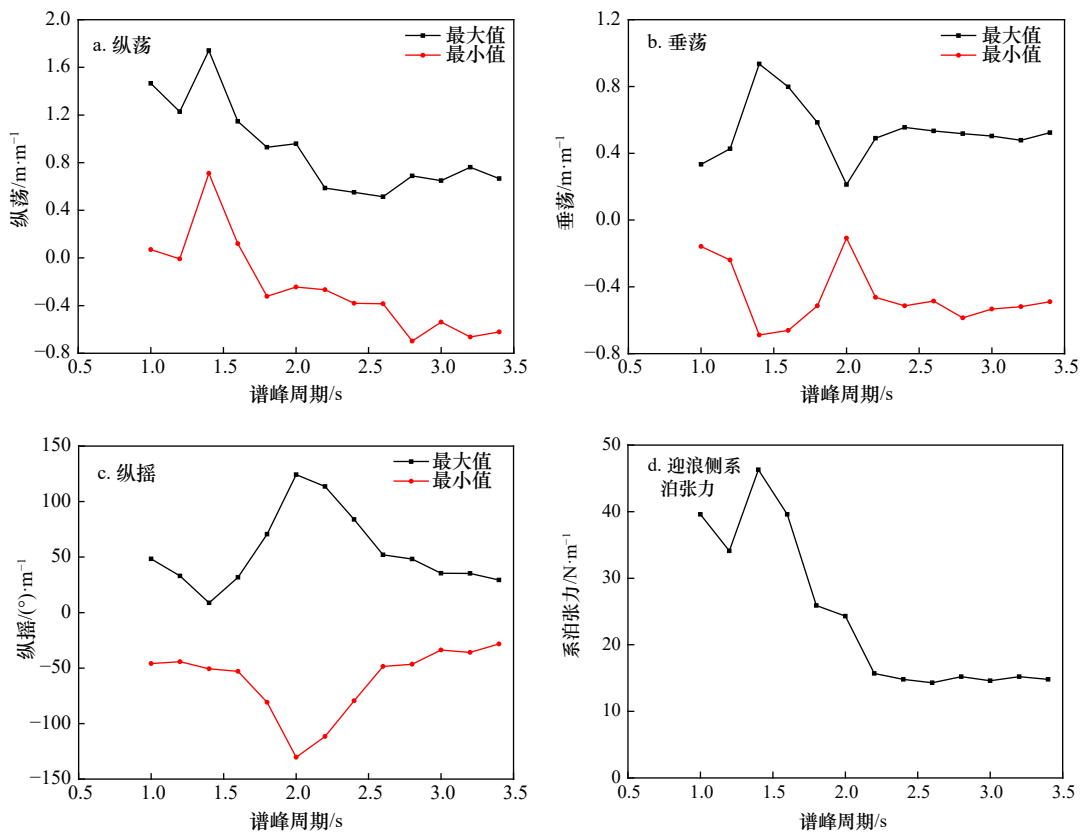 2.0
1.6
1.2
0.8
0.4
0.0
−0.4
−0.8
0.5 1.0 1.5 2.0 2.5 3.0 3.5
纵荡/m·m⁻¹
谱峰周期/s
a. 纵荡
最大值
最小值
1.2
0.8
0.4
0.0
−0.4
−0.8
0.5 1.0 1.5 2.0 2.5 3.0 3.5
垂荡/m·m⁻¹
谱峰周期/s
b. 垂荡
最大值
最小值
150
100
50
0
−50
−100
−150
0.5 1.0 1.5 2.0 2.5 3.0 3.5
纵摇/(°)·m⁻¹
谱峰周期/s
c. 纵摇
最大值
最小值
50
40
30
20
10
0
0.5 1.0 1.5 2.0 2.5 3.0 3.5
系泊张力/N·m⁻¹
谱峰周期/s
d. 迎浪侧系
泊张力